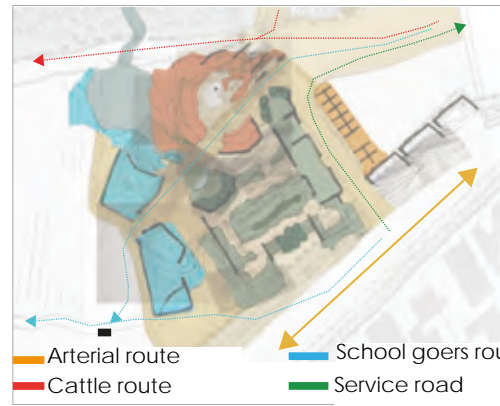 Arterial route
School goers rou
Cattle route
Service road